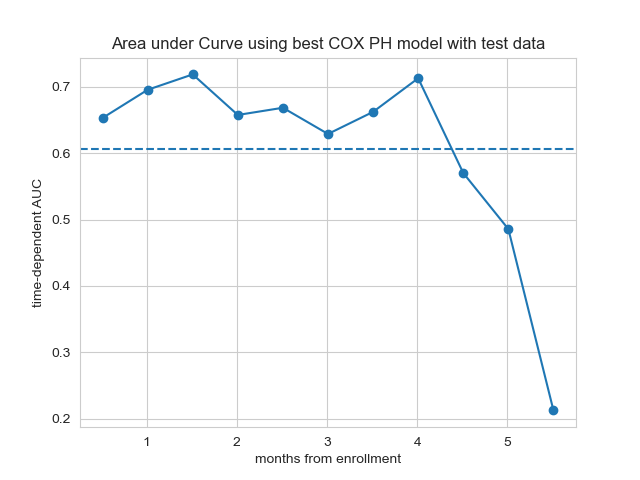 Area under Curve using best COX PH model with test data
time-dependent AUC
0.7
0.6
0.5
0.4
0.3
0.2
1 2 3 4 5
months from enrollment